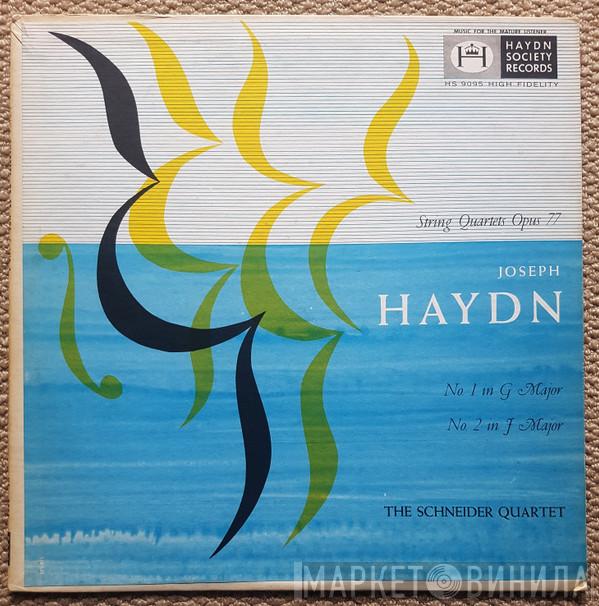 MUSIC FOR THE MATURE LISTENER
H
HAYDN
SOCIETY
RECORDS
HS 9095 HIGH FIDELITY
String Quartets Opus 77
JOSEPH
HAYDN
No. 1 in G Major
No. 2 in F Major
THE SCHNEIDER QUARTET
МАРКЕТ ВИНИЛА